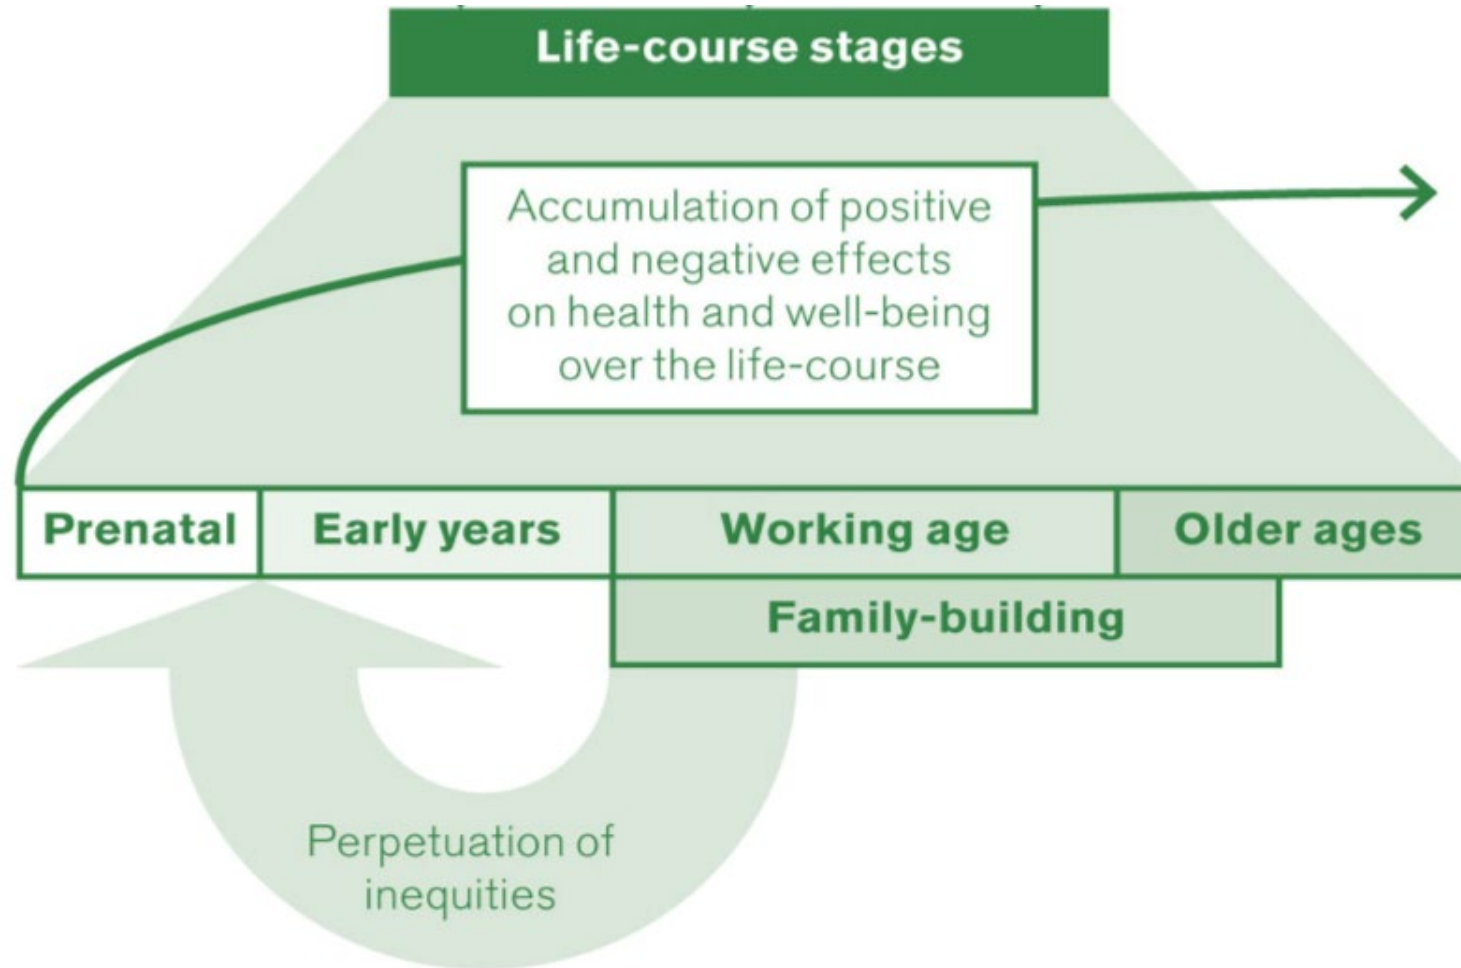 Life-course stages
Accumulation of positive
and negative effects
on health and well-being
over the life-course
Prenatal
Early years
Working age
Older ages
Family-building
Perpetuation of
inequities